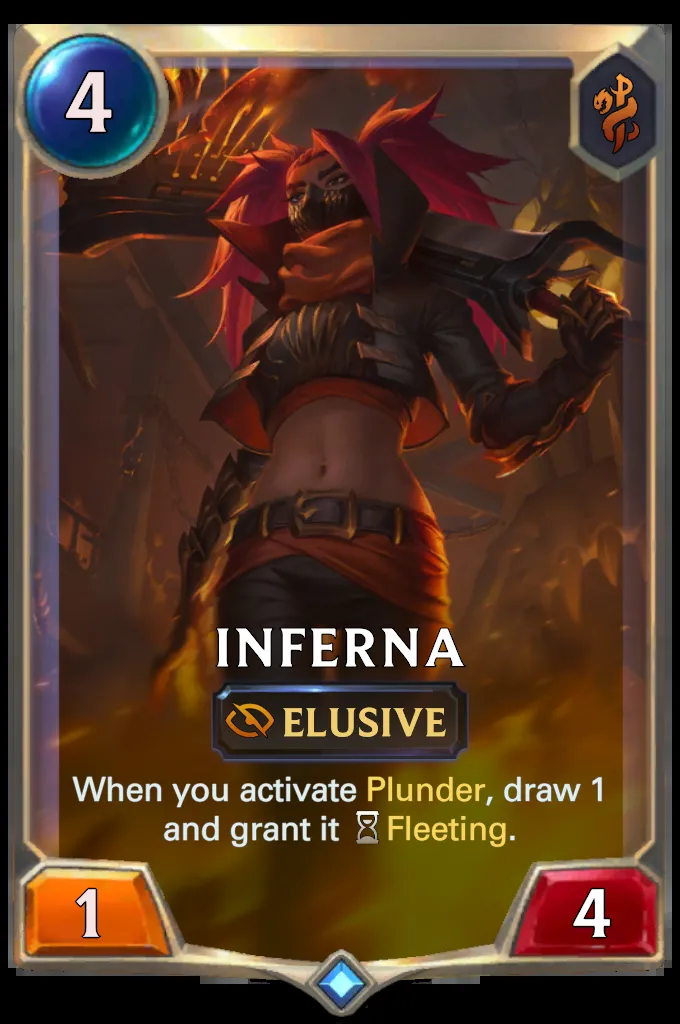 4
INFERNA
ELUSIVE
When you activate Plunder, draw 1
and grant it Fleeting.
1
4